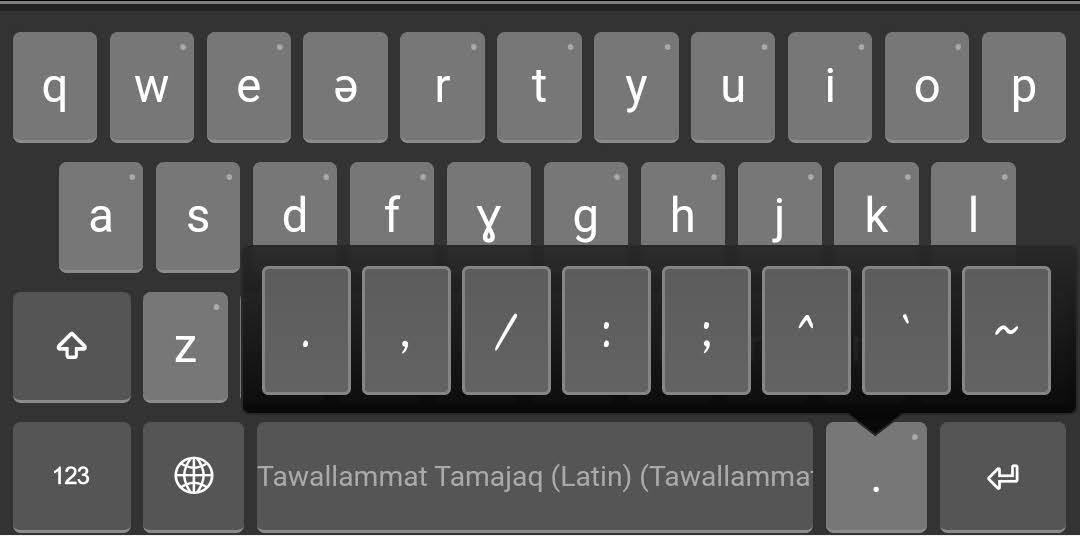 q w e ə r t y u i o p
a s d f ɣ g h j k l
z . , / : ; ^ ` ~
123 Tawallammat Tamajaq (Latin) (Tawallammat .